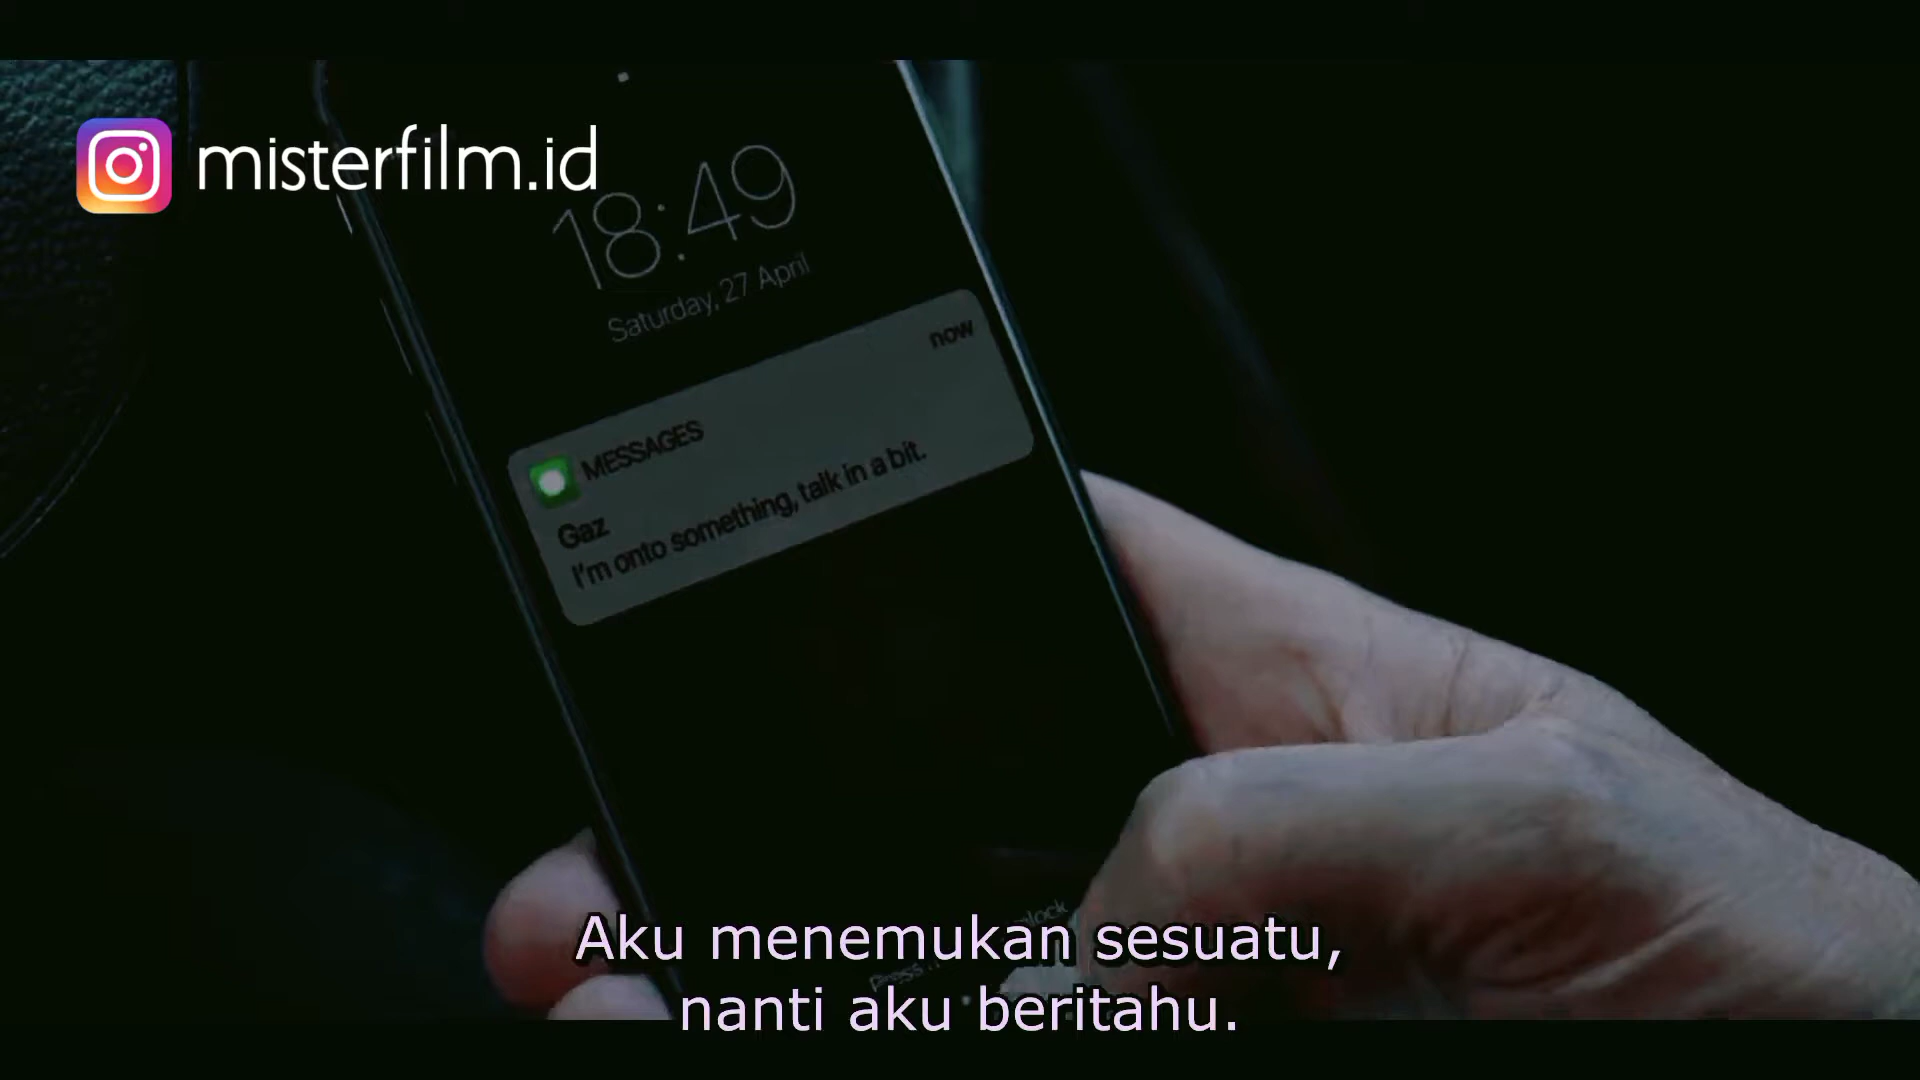 misterfilm.id
18:49
Saturday, 27 April
now
MESSAGES
Gaz
I'm onto something, talk in a bit.
Aku menemukan sesuatu,
nanti aku beritahu.